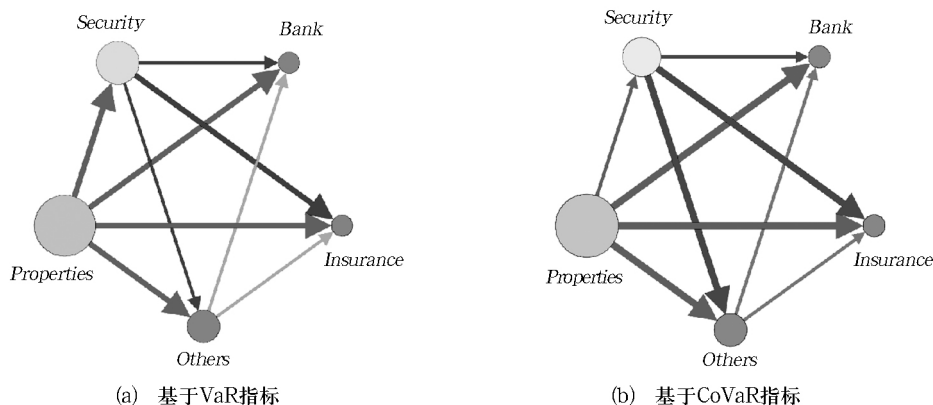 Security
Bank
Properties
Insurance
Others
(a) 基于VaR指标
Security
Bank
Properties
Insurance
Others
(b) 基于CoVaR指标